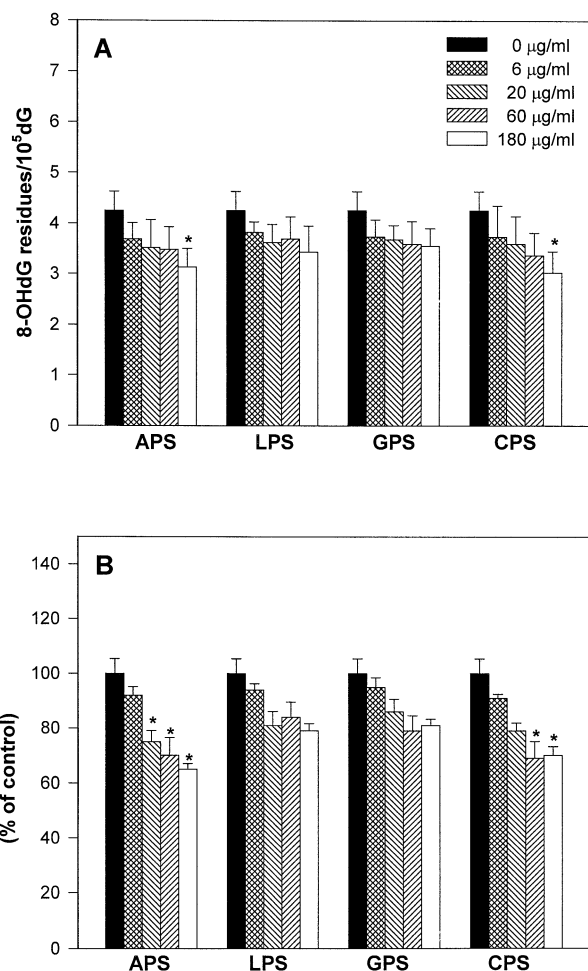 A
0 µg/ml
6 µg/ml
20 µg/ml
60 µg/ml
180 µg/ml
8-OHdG residues/10⁵dG
8
7
6
5
4
3
2
1
0
*
*
APS LPS GPS CPS
B
(% of control)
140
120
100
80
60
40
20
0
*
*
*
*
*
APS LPS GPS CPS